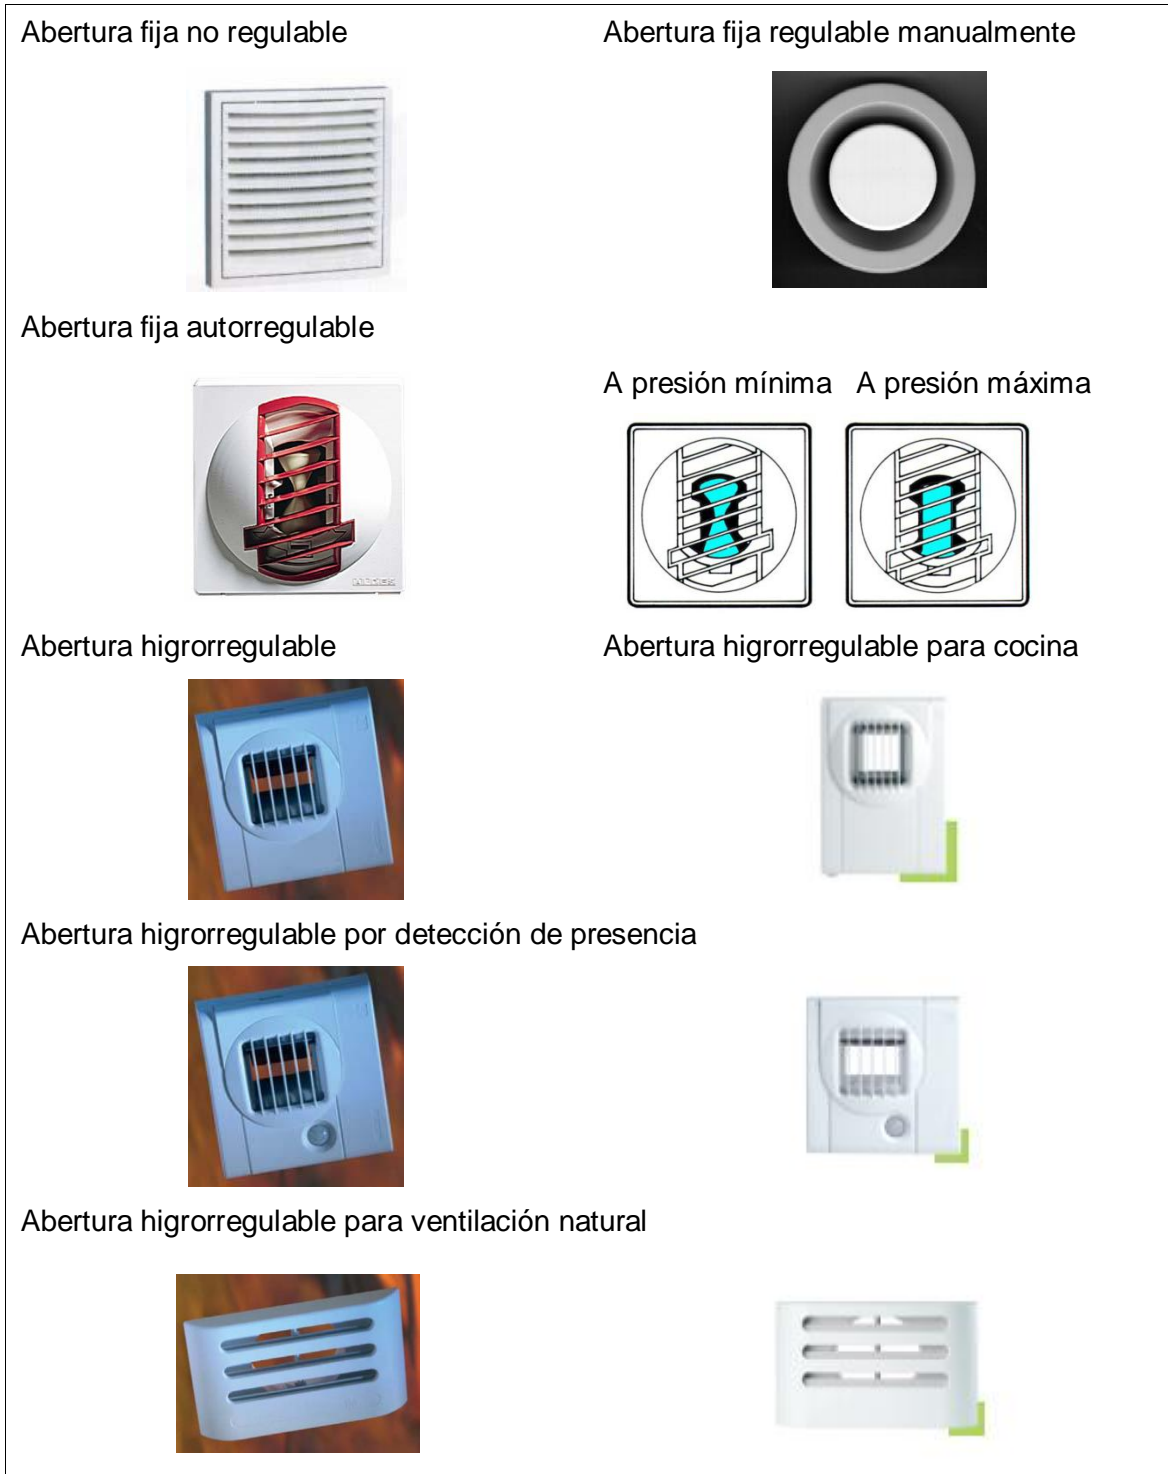 Abertura fija no regulable
Abertura fija regulable manualmente
Abertura fija autorregulable
A presión mínima
A presión máxima
Abertura higrorregulable
Abertura higrorregulable para cocina
Abertura higrorregulable por detección de presencia
Abertura higrorregulable para ventilación natural